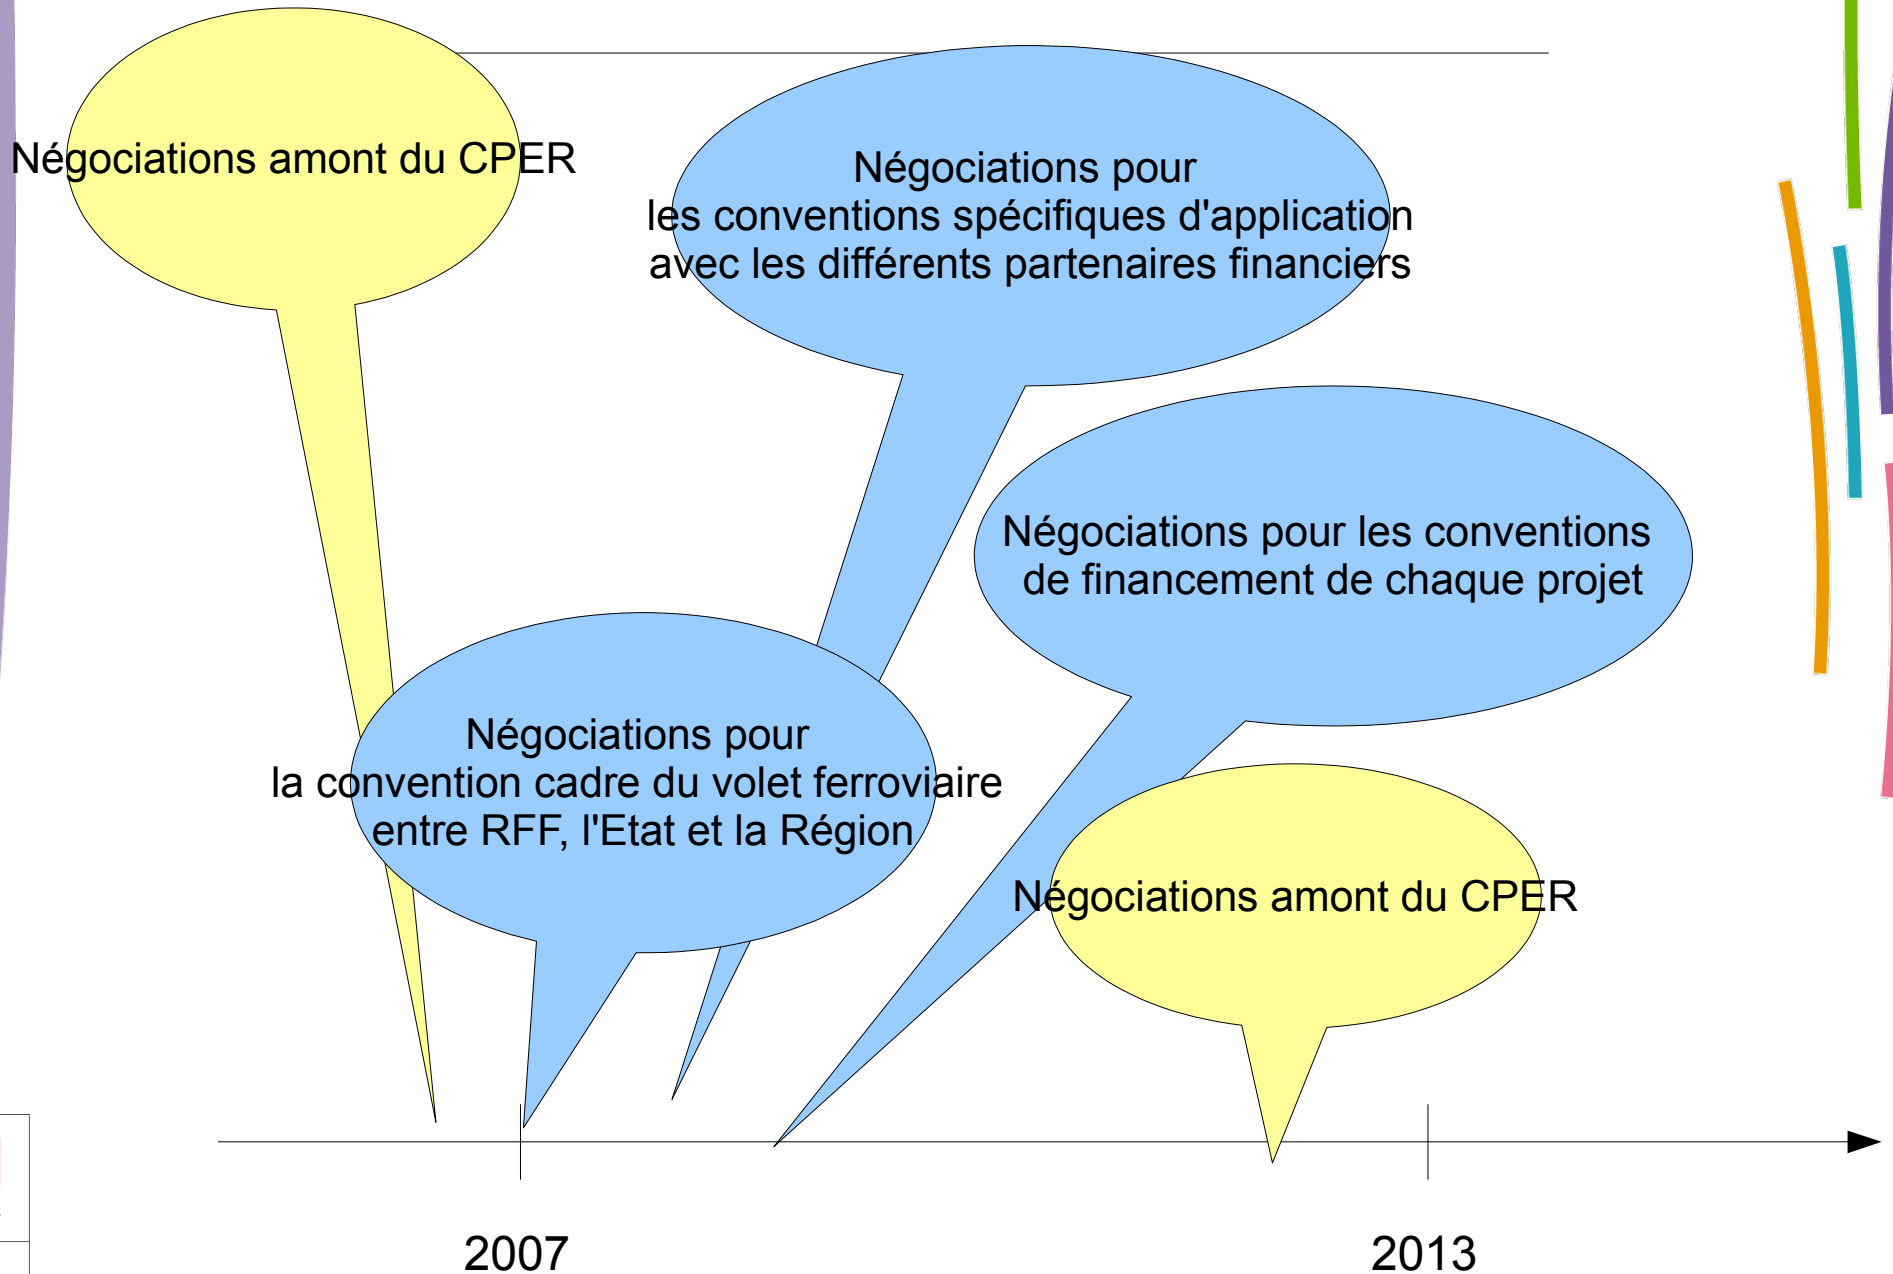 Négociations amont du CPER
Négociations pour
les conventions spécifiques d'application
avec les différents partenaires financiers
Négociations pour les conventions
de financement de chaque projet
Négociations pour
la convention cadre du volet ferroviaire
entre RFF, l'Etat et la Région
Négociations amont du CPER
2007
2013